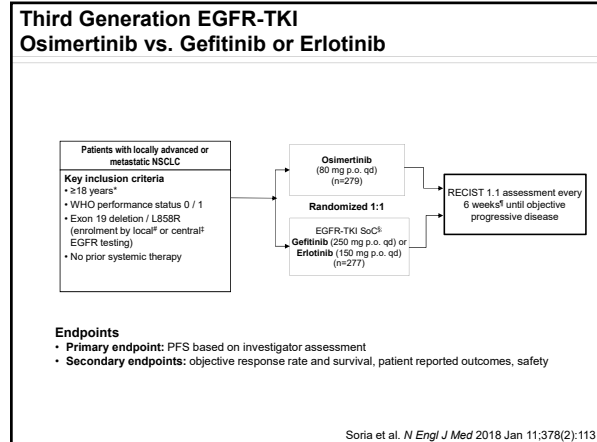 Third Generation EGFR-TKI
Osimertinib vs. Gefitinib or Erlotinib
Patients with locally advanced or
metastatic NSCLC
Key inclusion criteria
• ≥18 years*
• WHO performance status 0 / 1
• Exon 19 deletion / L858R
(enrolment by local# or central‡
EGFR testing)
• No prior systemic therapy
Osimertinib
(80 mg p.o. qd)
(n=279)
Randomized 1:1
EGFR-TKI SoC§:
Gefitinib (250 mg p.o. qd) or
Erlotinib (150 mg p.o. qd)
(n=277)
RECIST 1.1 assessment every
6 weeks¶ until objective
progressive disease
Endpoints
• Primary endpoint: PFS based on investigator assessment
• Secondary endpoints: objective response rate and survival, patient reported outcomes, safety
Soria et al. N Engl J Med 2018 Jan 11;378(2):113